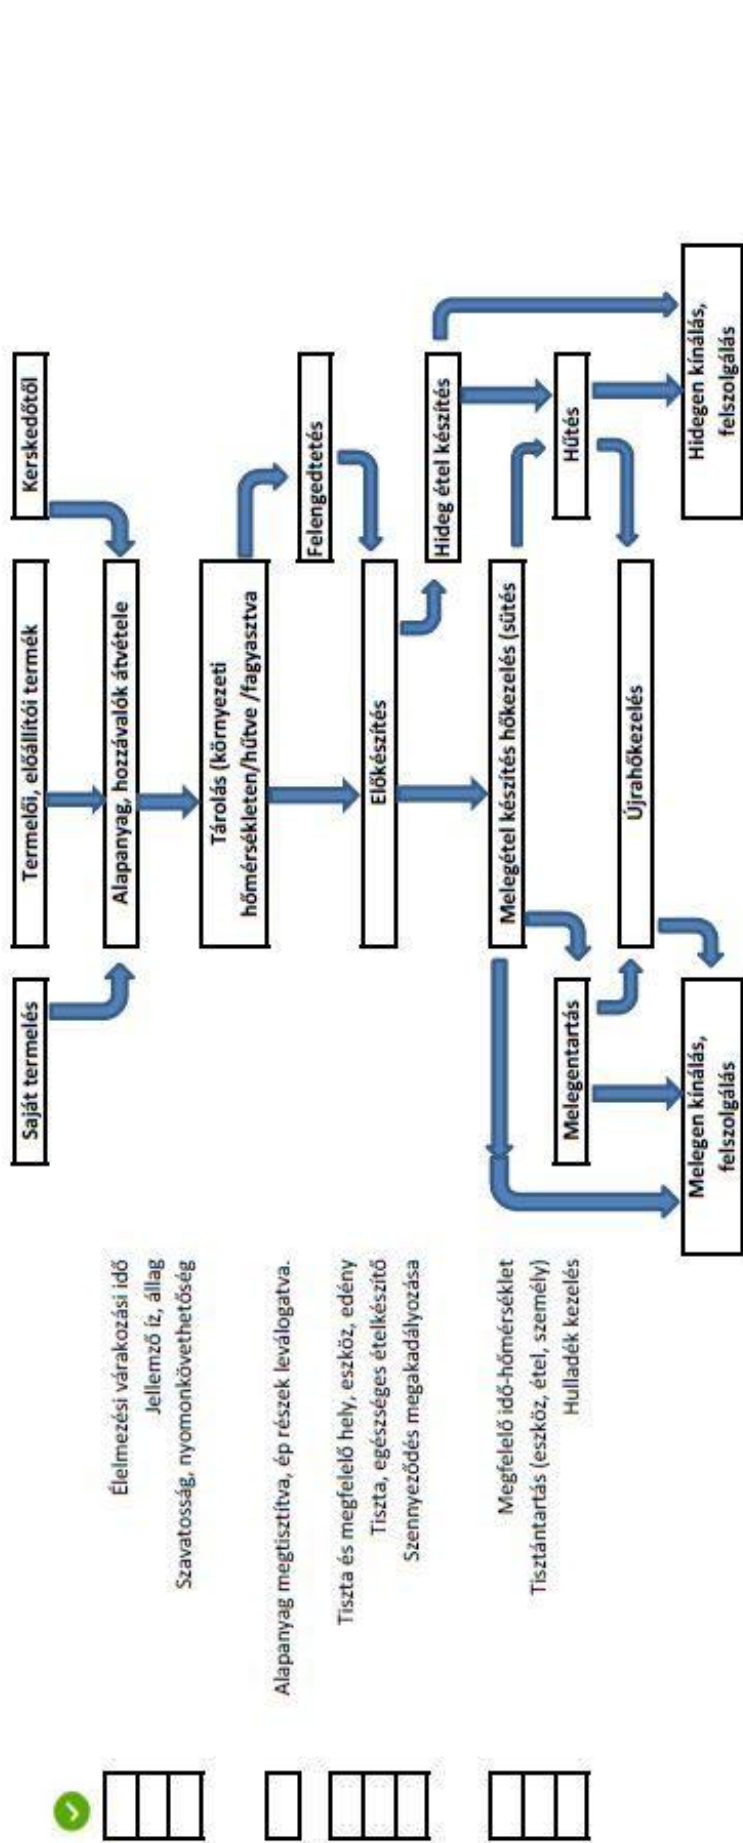 Saját termelés
Termelői, előállítói termék
Kerskedőtől
Élelmezési várakozási idő
Jellemző íz, állag
Szavatosság, nyomonkövethetőség
Alapanyag, hozzávalók átvétele
Tárolás (környezeti
hőmérsékleten/hűtve /fagyasztva
Alapanyag megtisztítva, ép részek leválogatva.
Felengedtetés
Tiszta és megfelelő hely, eszköz, edény
Tiszta, egészséges ételkészítő
Szennyeződés megakadályozása
Előkészítés
Hideg étel készítés
Megfelelő idő-hőmérséklet
Tisztántartás (eszköz, étel, személy)
Hulladék kezelés
Melegétel készítés hőkezelés (sütés
Melegentartás
Hűtés
Újrahőkezelés
Melegen kínálás,
felszolgálás
Hidegen kínálás,
felszolgálás